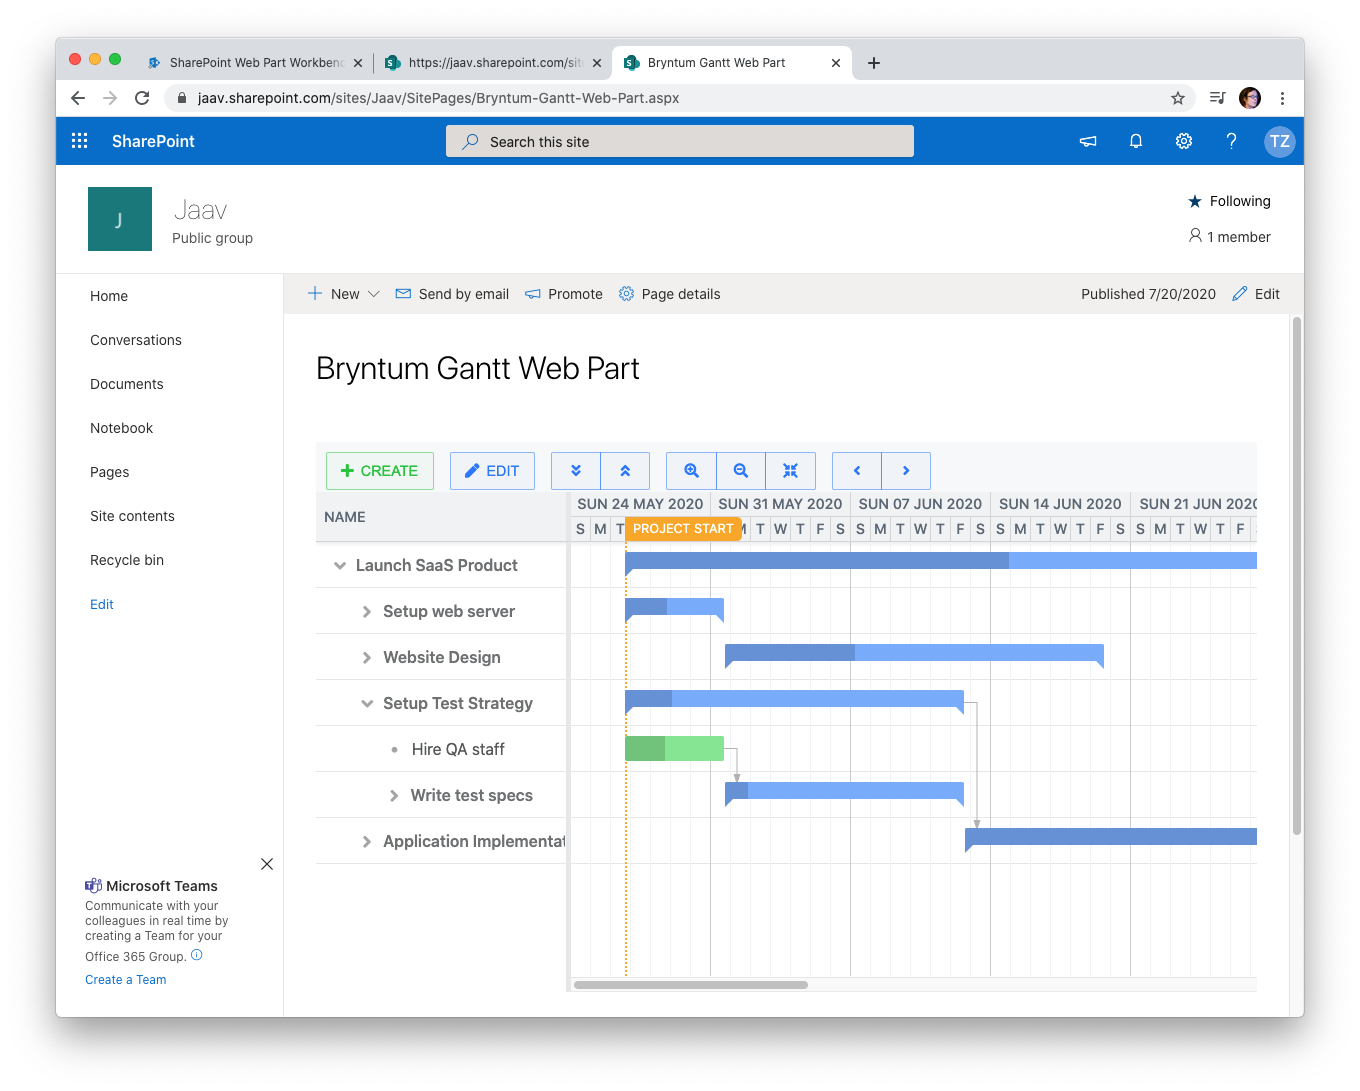 SharePoint Web Part Workbenc
https://jaav.sharepoint.com/sit
Bryntum Gantt Web Part
jaav.sharepoint.com/sites/Jaav/SitePages/Bryntum-Gantt-Web-Part.aspx
SharePoint
Search this site
TZ
J
Jaav
Public group
Following
1 member
Home
Conversations
Documents
Notebook
Pages
Site contents
Recycle bin
Edit
Microsoft Teams
Communicate with your
colleagues in real time by
creating a Team for your
Office 365 Group.
Create a Team
New
Send by email
Promote
Page details
Published 7/20/2020
Edit
Bryntum Gantt Web Part
CREATE
EDIT
NAME
SUN 24 MAY 2020 SUN 31 MAY 2020 SUN 07 JUN 2020 SUN 14 JUN 2020 SUN 21 JUN 202
S M T PROJECT START T W T F S S M T W T F S S M T W T F S S M T W T F
Launch SaaS Product
Setup web server
Website Design
Setup Test Strategy
Hire QA staff
Write test specs
Application Implementat